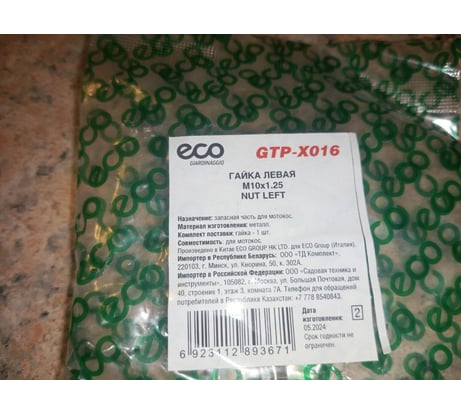 eco
GIARDINAGGIO
GTP-X016
ГАЙКА ЛЕВАЯ
M10x1.25
NUT LEFT
Назначение: запасная часть для мотокос.
Материал изготовления: металл.
Комплект поставки: гайка - 1 шт.
Совместимость: для мотокос.
Произведено в Китае ECO GROUP HK LTD. для ECO Group (Италия).
Импортер в Республику Беларусь: ООО «ТД Комплект»,
220103, г. Минск, ул. Кнорина, 50, к. 302А.
Импортер в Российской Федерации: ООО «Садовая техника и
инструменты», 105082, г. Москва, ул. Большая Почтовая, дом
40, строение 1, этаж 3, комната 7А. Телефон для обращений
потребителей в Республике Казахстан: +7 778 8540843.
Дата
изготовления:
05.2024
2
Срок годности не
ограничен.
6 923112 893671